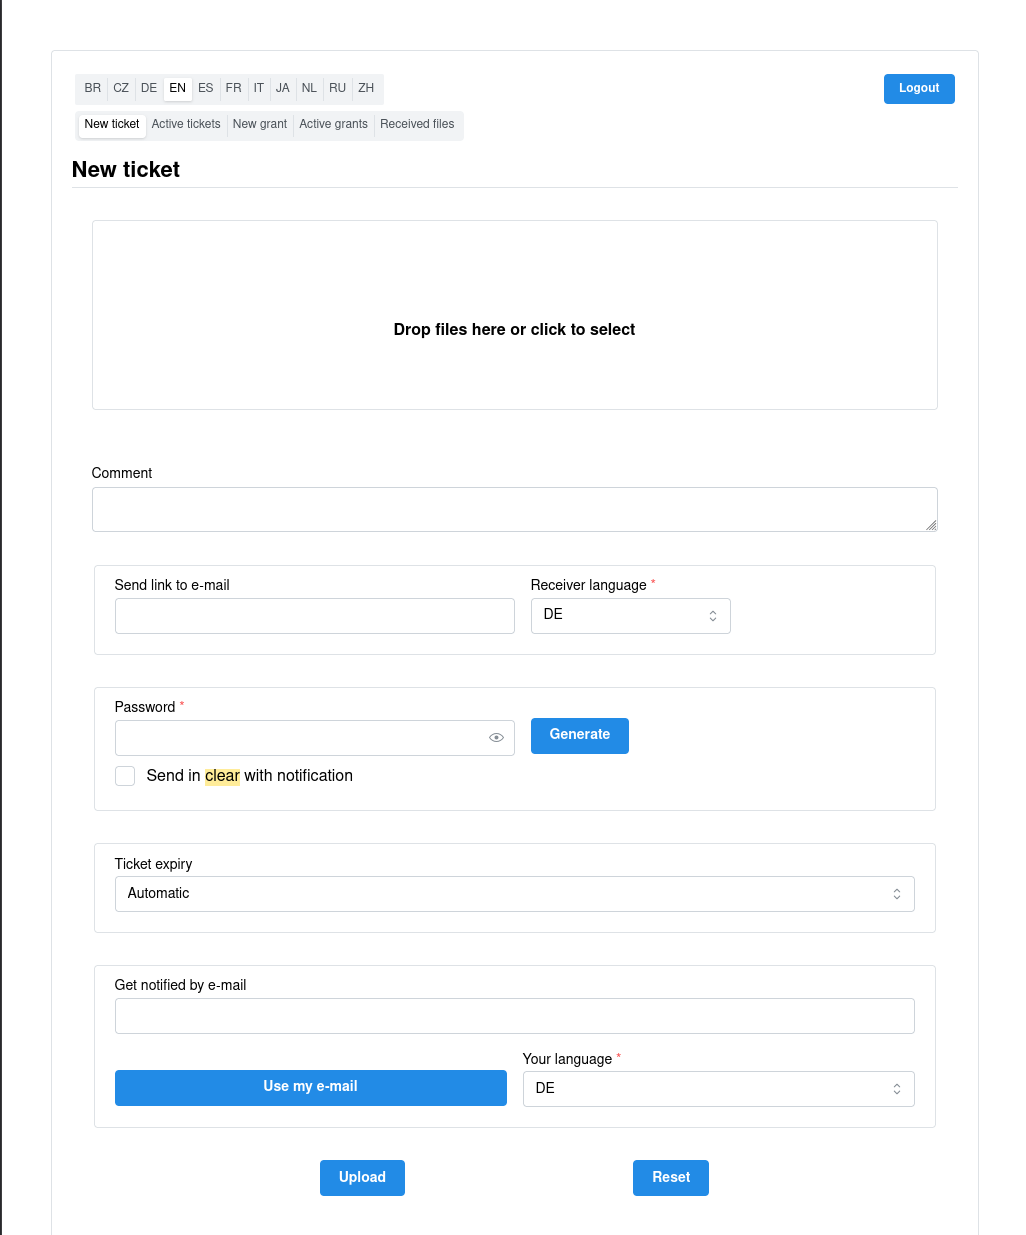 BR CZ DE EN ES FR IT JA NL RU ZH
Logout
New ticket Active tickets New grant Active grants Received files
New ticket
Drop files here or click to select
Comment
Send link to e-mail
Receiver language *
DE
Password *
Generate
Send in clear with notification
Ticket expiry
Automatic
Get notified by e-mail
Your language *
Use my e-mail
DE
Upload
Reset